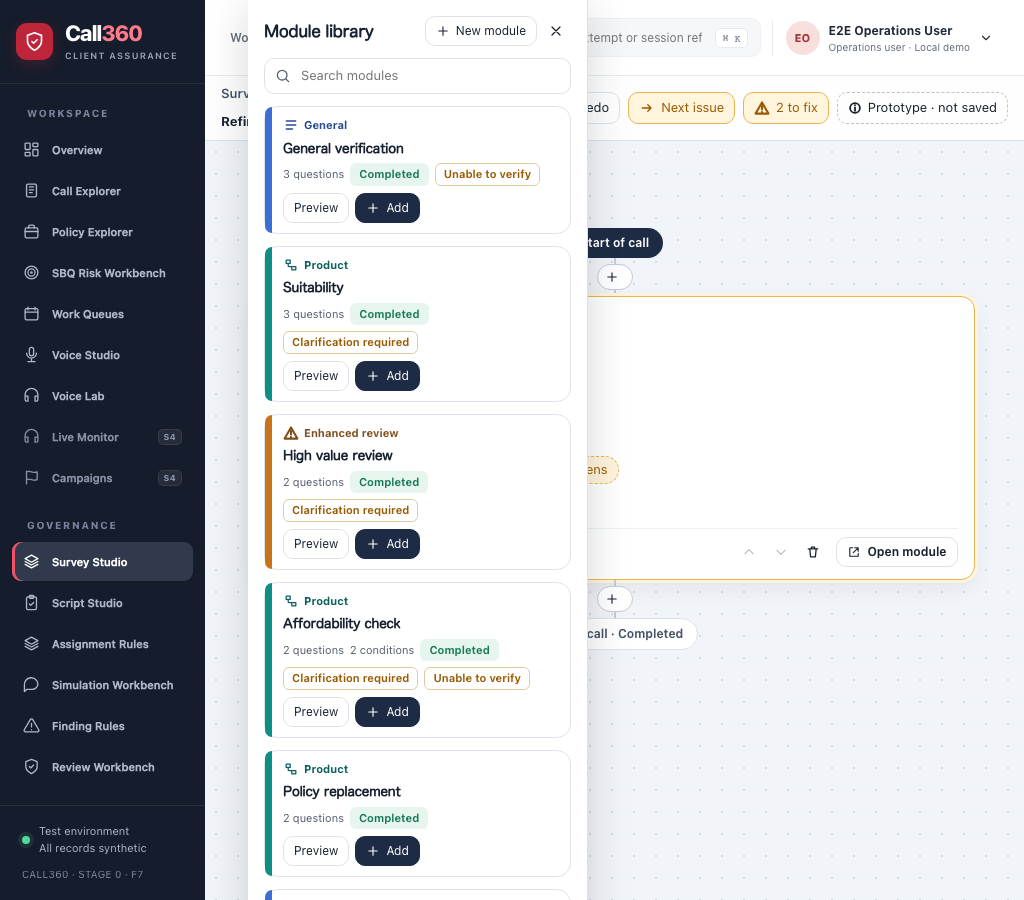 Call360
CLIENT ASSURANCE
WORKSPACE
Overview
Call Explorer
Policy Explorer
SBQ Risk Workbench
Work Queues
Voice Studio
Voice Lab
Live Monitor S4
Campaigns S4
GOVERNANCE
Survey Studio
Script Studio
Assignment Rules
Simulation Workbench
Finding Rules
Review Workbench
Test environment
All records synthetic
CALL360 · STAGE 0 · F7
Module library
New module
Search modules
General
General verification
3 questions Completed Unable to verify
Preview Add
Product
Suitability
3 questions Completed
Clarification required
Preview Add
Enhanced review
High value review
2 questions Completed
Clarification required
Preview Add
Product
Affordability check
2 questions 2 conditions Completed
Clarification required Unable to verify
Preview Add
Product
Policy replacement
2 questions Completed
Preview Add
Wo
ttempt or session ref ⌘ K
EO E2E Operations User
Operations user · Local demo
Surv
Refin
edo Next issue 2 to fix Prototype · not saved
tart of call
ens
Open module
call · Completed